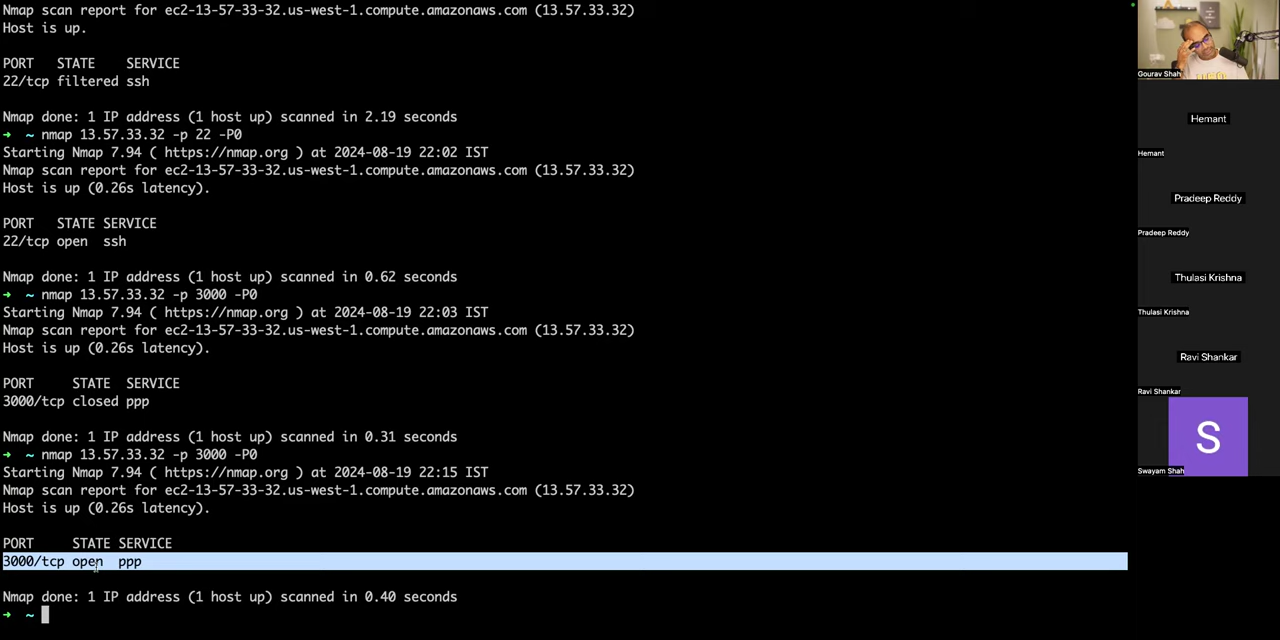 Nmap scan report for ec2-13-57-33-32.us-west-1.compute.amazonaws.com (13.57.33.32)
Host is up.
PORT STATE SERVICE
22/tcp filtered ssh
Nmap done: 1 IP address (1 host up) scanned in 2.19 seconds
➜ ~ nmap 13.57.33.32 -p 22 -P0
Starting Nmap 7.94 ( https://nmap.org ) at 2024-08-19 22:02 IST
Nmap scan report for ec2-13-57-33-32.us-west-1.compute.amazonaws.com (13.57.33.32)
Host is up (0.26s latency).
PORT STATE SERVICE
22/tcp open ssh
Nmap done: 1 IP address (1 host up) scanned in 0.62 seconds
➜ ~ nmap 13.57.33.32 -p 3000 -P0
Starting Nmap 7.94 ( https://nmap.org ) at 2024-08-19 22:03 IST
Nmap scan report for ec2-13-57-33-32.us-west-1.compute.amazonaws.com (13.57.33.32)
Host is up (0.26s latency).
PORT STATE SERVICE
3000/tcp closed ppp
Nmap done: 1 IP address (1 host up) scanned in 0.31 seconds
➜ ~ nmap 13.57.33.32 -p 3000 -P0
Starting Nmap 7.94 ( https://nmap.org ) at 2024-08-19 22:15 IST
Nmap scan report for ec2-13-57-33-32.us-west-1.compute.amazonaws.com (13.57.33.32)
Host is up (0.26s latency).
PORT STATE SERVICE
3000/tcp open ppp
Nmap done: 1 IP address (1 host up) scanned in 0.40 seconds
➜ ~
Gourav Shah
Hemant
Hemant
Pradeep Reddy
Pradeep Reddy
Thulasi Krishna
Thulasi Krishna
Ravi Shankar
Ravi Shankar
S
Swayam Shah